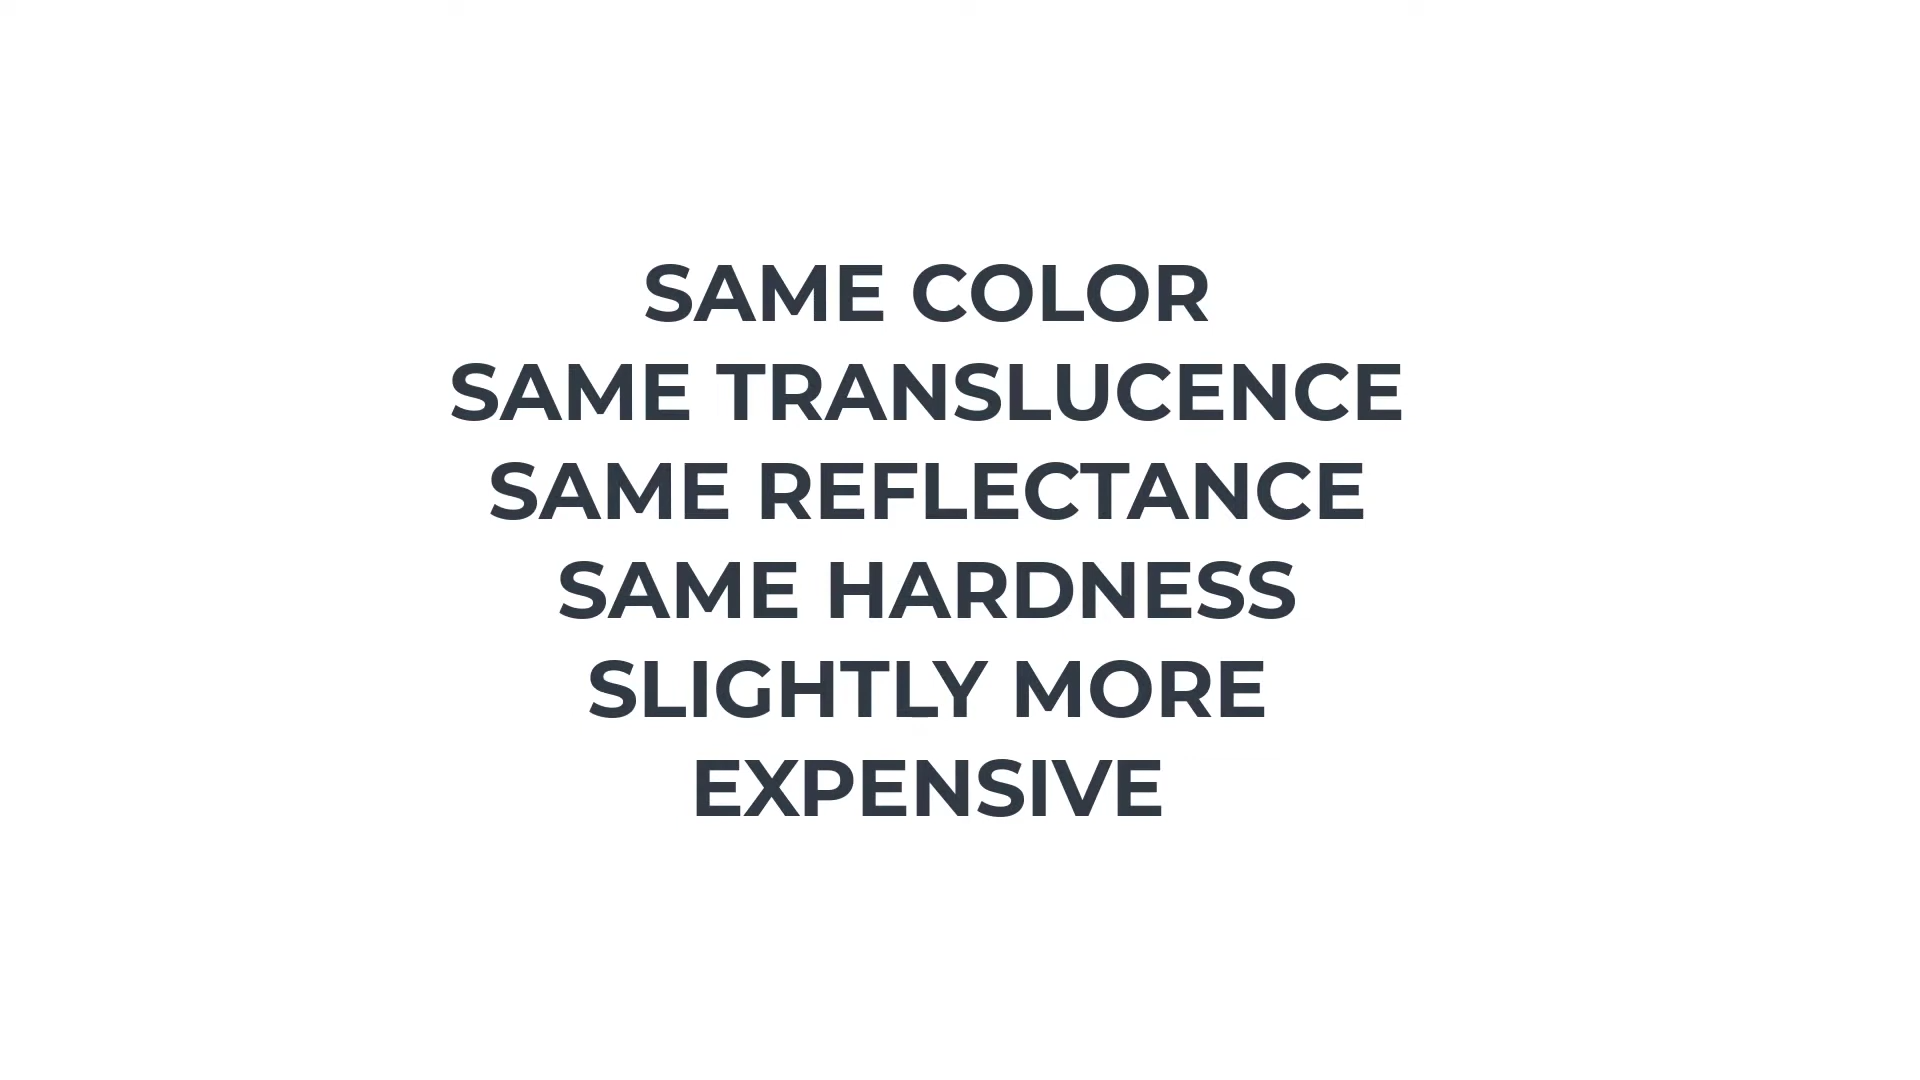 SAME COLOR
SAME TRANSLUCENCE
SAME REFLECTANCE
SAME HARDNESS
SLIGHTLY MORE
EXPENSIVE